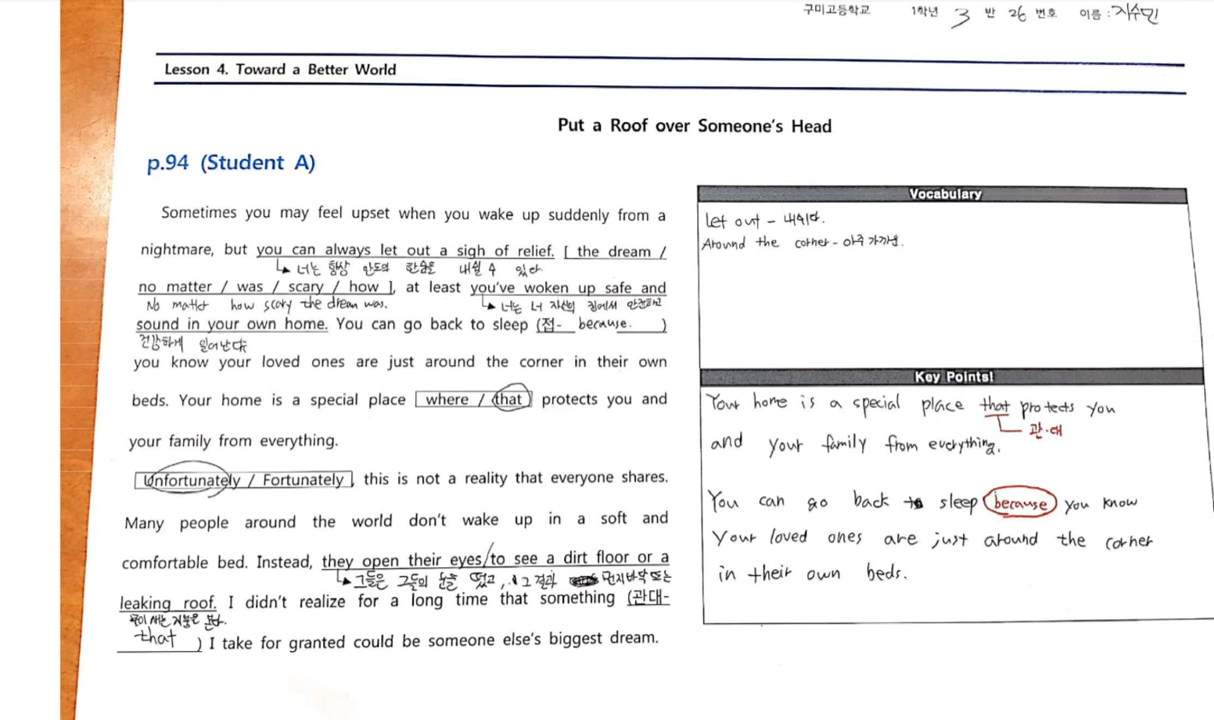 구미고등학교 1학년 3 반 26 번호 이름 : 지수민
Lesson 4. Toward a Better World
Put a Roof over Someone's Head
p.94 (Student A)
Sometimes you may feel upset when you wake up suddenly from a
nightmare, but you can always let out a sigh of relief. [ the dream /
↳ 너는 항상 안도의 한숨을 내쉴 수 있다
no matter / was / scary / how ], at least you've woken up safe and
No matter how scary the dream was.
↳ 너는 너 자신의 집에서 안전하고
sound in your own home. You can go back to sleep (접- because. )
건강하게 일어난다
you know your loved ones are just around the corner in their own
beds. Your home is a special place [ where / that ] protects you and
your family from everything.
[ Unfortunately / Fortunately ], this is not a reality that everyone shares.
Many people around the world don't wake up in a soft and
comfortable bed. Instead, they open their eyes/to see a dirt floor or a
↳ 그들은 그들의 눈을 떴고, 그 결과 먼지바닥 또는
leaking roof. I didn't realize for a long time that something (관대-
물이 새는 지붕을 본다.
that ) I take for granted could be someone else's biggest dream.
Vocabulary
Let out - 내쉬다.
Around the corner - 아주 가까운.
Key Points!
Your home is a special place that protects you
관·대
and your family from everything.
You can go back to sleep because you know
Your loved ones are just around the corner
in their own beds.